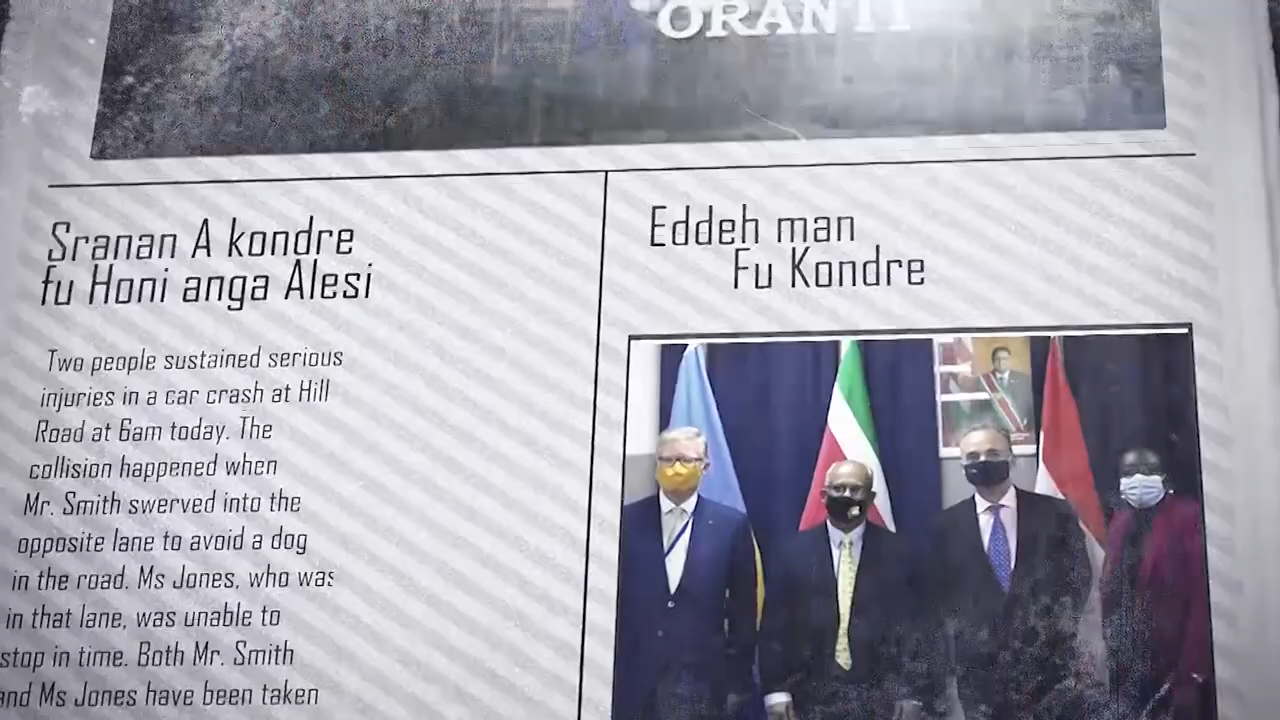 ORANTI
Sranan A kondre
fu Honi anga Alesi
Two people sustained serious
injuries in a car crash at Hill
Road at 6am today. The
collision happened when
Mr. Smith swerved into the
opposite lane to avoid a dog
in the road. Ms Jones, who was
in that lane, was unable to
stop in time. Both Mr. Smith
and Ms Jones have been taken
Eddeh man
Fu Kondre